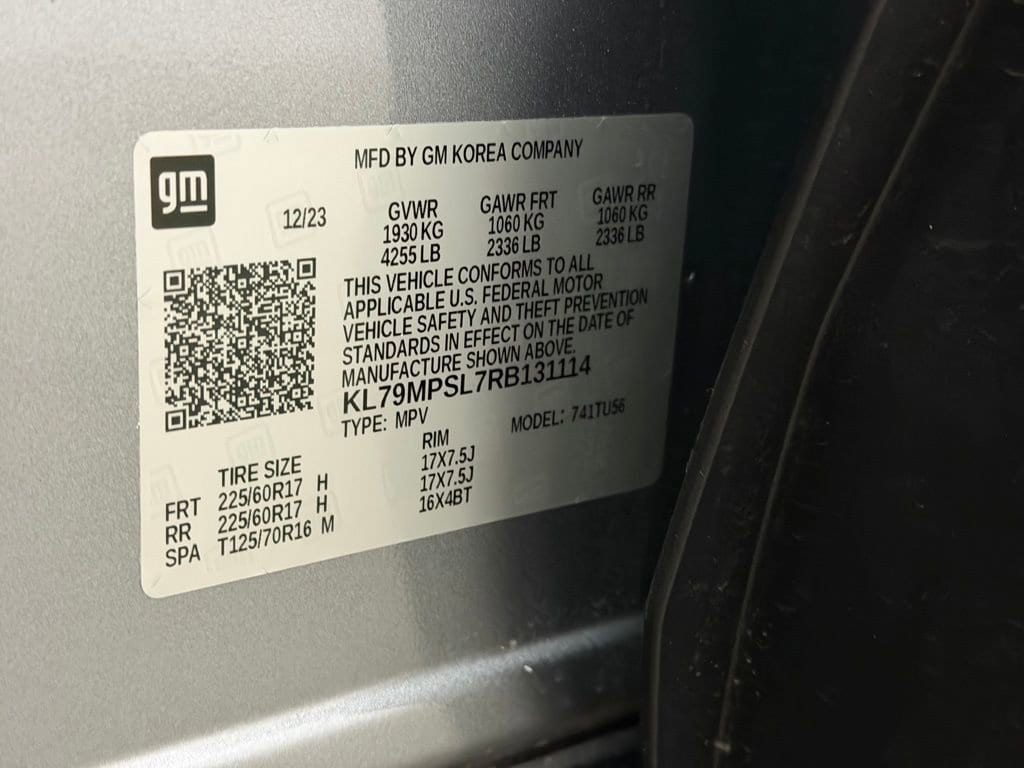 gm
MFD BY GM KOREA COMPANY
12/23
GVWR GAWR FRT GAWR RR
1930 KG 1060 KG 1060 KG
4255 LB 2336 LB 2336 LB
THIS VEHICLE CONFORMS TO ALL
APPLICABLE U.S. FEDERAL MOTOR
VEHICLE SAFETY AND THEFT PREVENTION
STANDARDS IN EFFECT ON THE DATE OF
MANUFACTURE SHOWN ABOVE.
KL79MPSL7RB131114
TYPE: MPV MODEL: 741TU56
TIRE SIZE RIM
FRT 225/60R17 H 17X7.5J
RR 225/60R17 H 17X7.5J
SPA T125/70R16 M 16X4BT